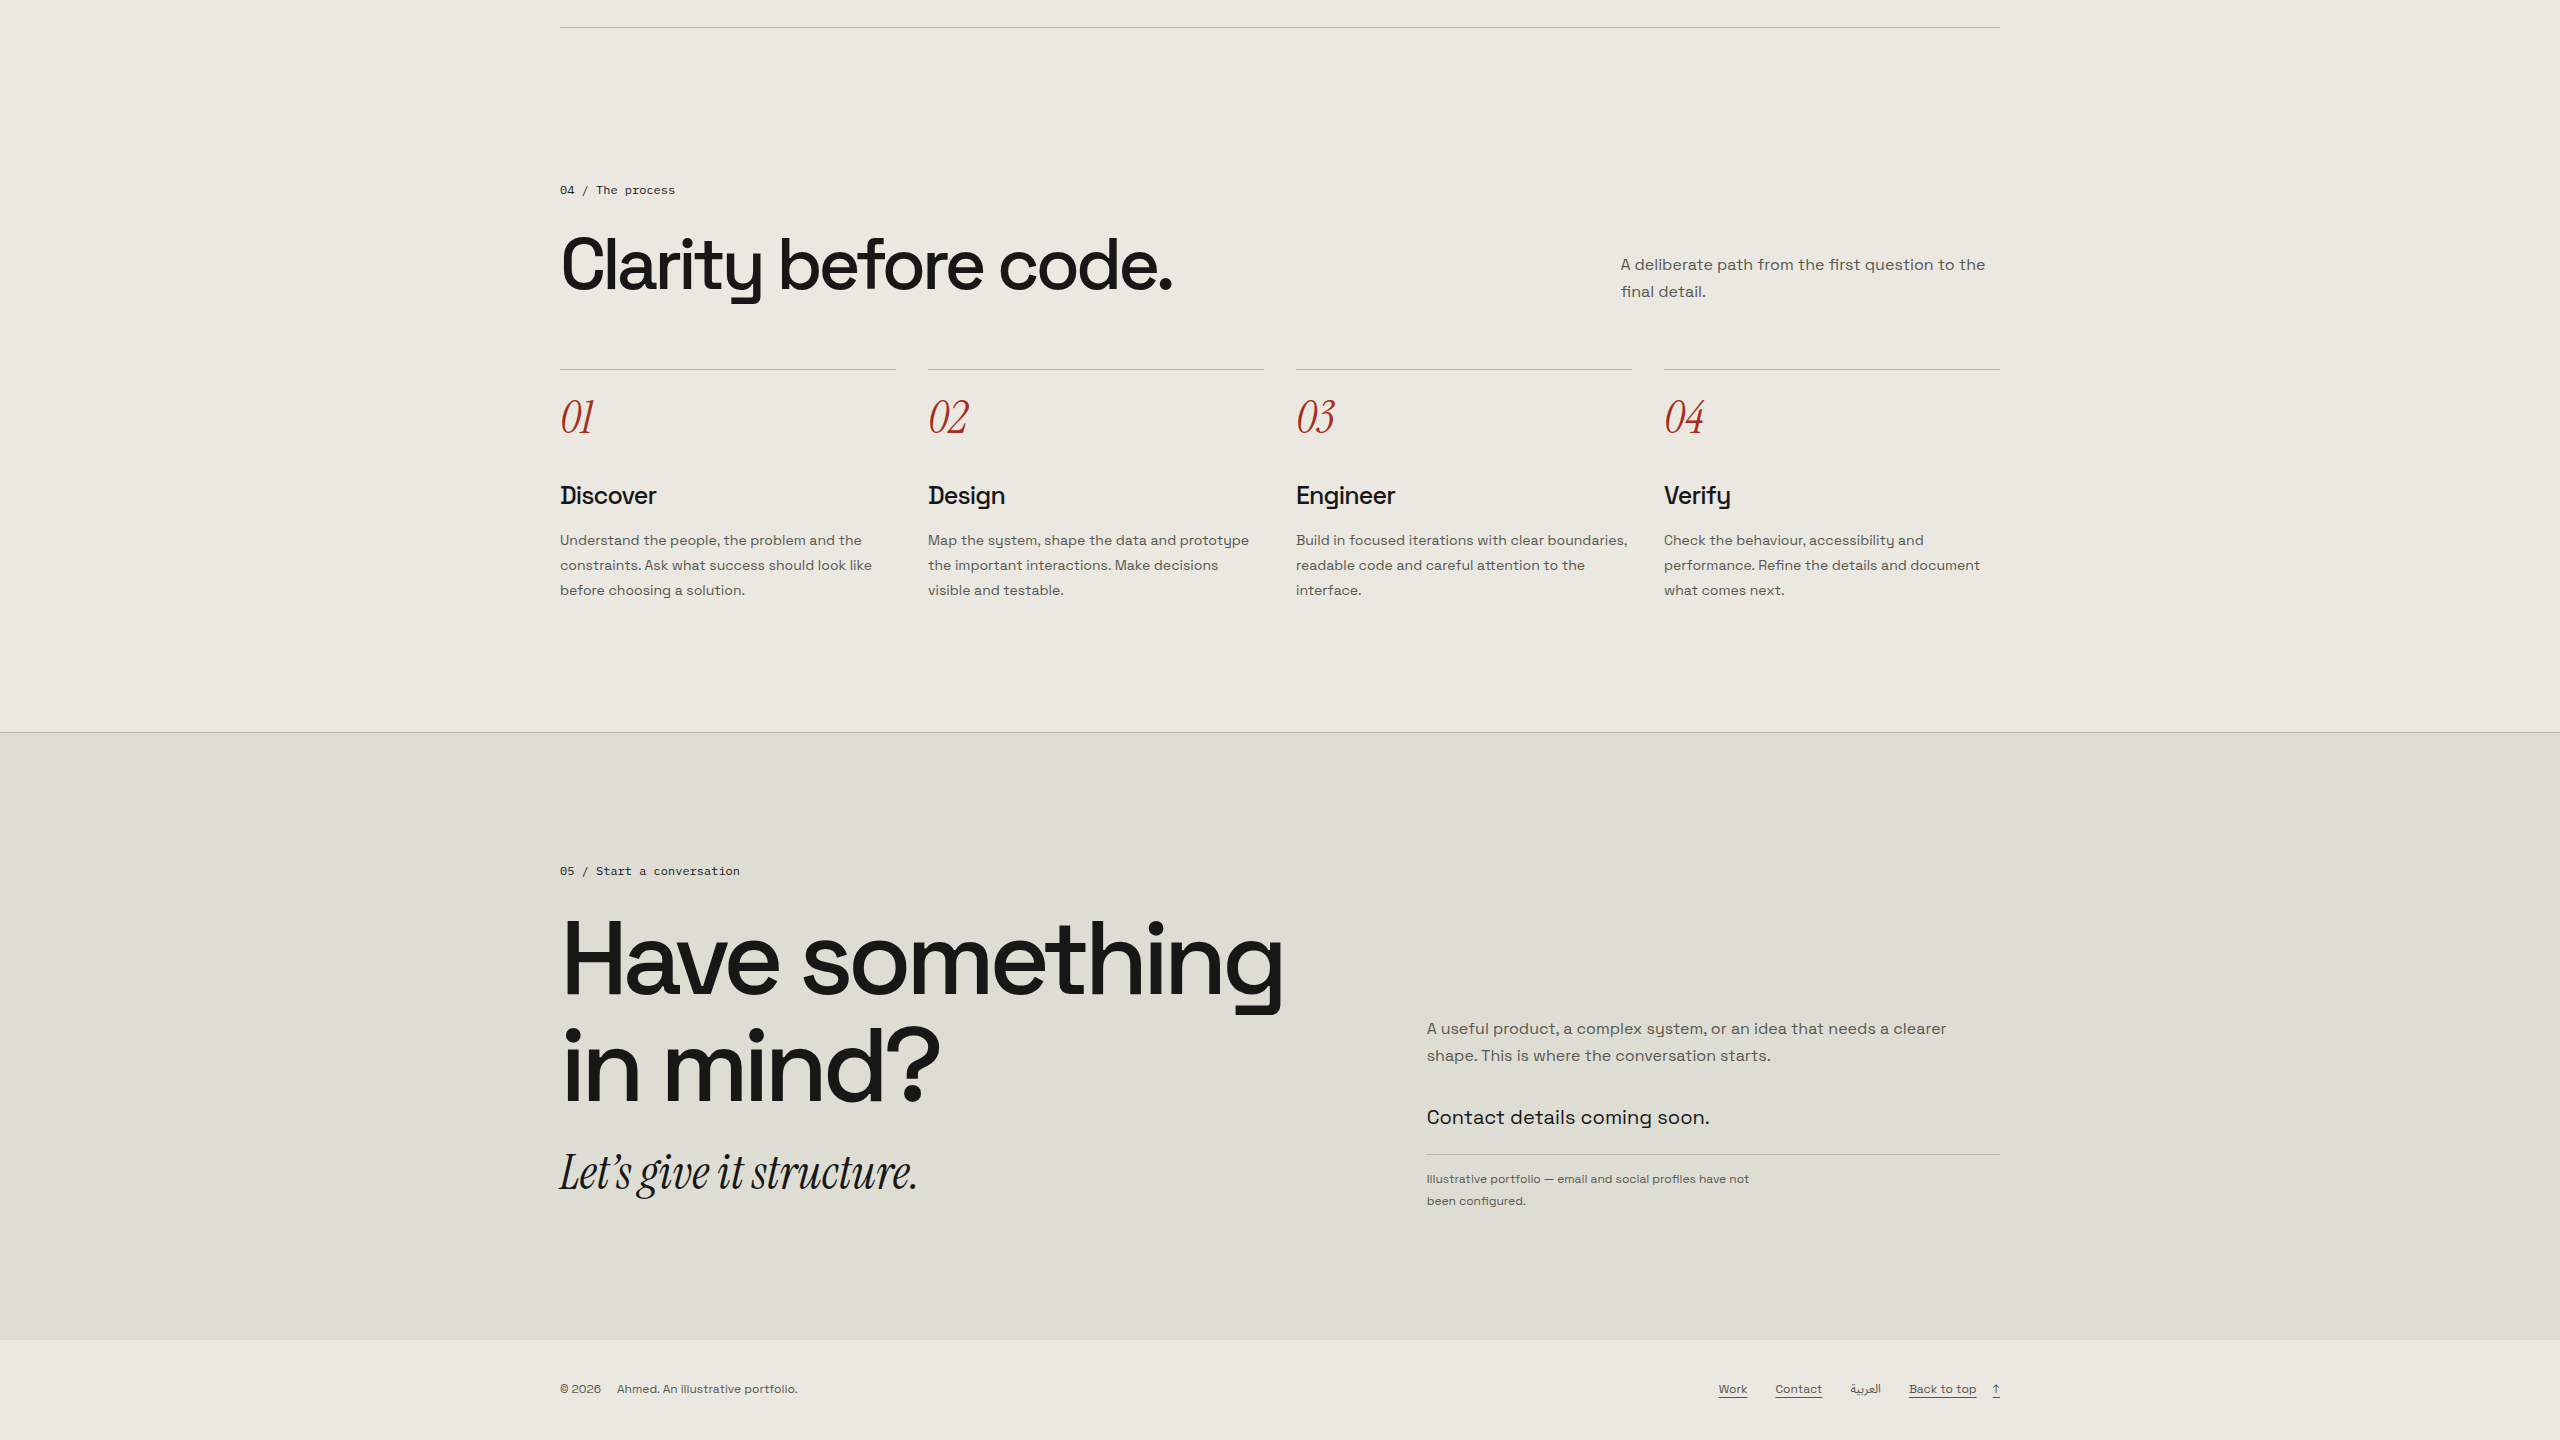 04 / The process
Clarity before code.
A deliberate path from the first question to the
final detail.
01
Discover
Understand the people, the problem and the
constraints. Ask what success should look like
before choosing a solution.
02
Design
Map the system, shape the data and prototype
the important interactions. Make decisions
visible and testable.
03
Engineer
Build in focused iterations with clear boundaries,
readable code and careful attention to the
interface.
04
Verify
Check the behaviour, accessibility and
performance. Refine the details and document
what comes next.
05 / Start a conversation
Have something
in mind?
Let’s give it structure.
A useful product, a complex system, or an idea that needs a clearer
shape. This is where the conversation starts.
Contact details coming soon.
Illustrative portfolio — email and social profiles have not
been configured.
© 2026 Ahmed. An illustrative portfolio.
Work Contact العربية Back to top ↑